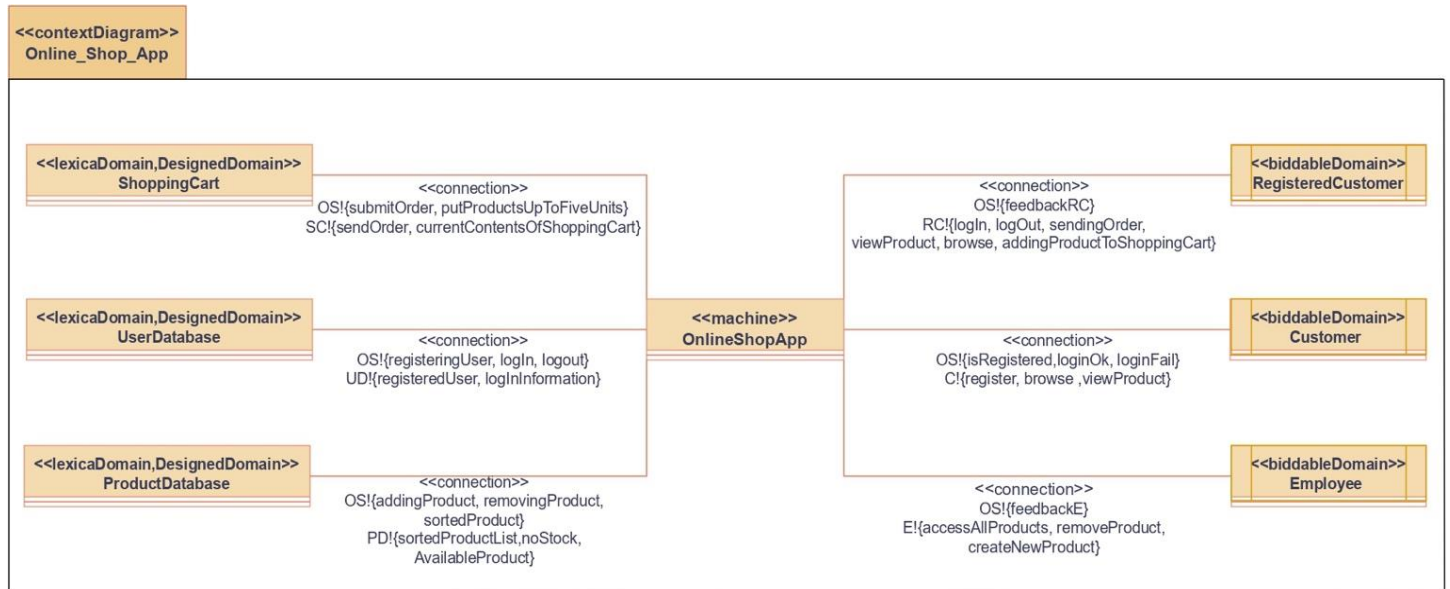 <<contextDiagram>>
Online_Shop_App
<<lexicaDomain,DesignedDomain>>
ShoppingCart
<<connection>>
OS!{submitOrder, putProductsUpToFiveUnits}
SC!{sendOrder, currentContentsOfShoppingCart}
<<connection>>
OS!{feedbackRC}
RC!{logIn, logOut, sendingOrder,
viewProduct, browse, addingProductToShoppingCart}
<<biddableDomain>>
RegisteredCustomer
<<lexicaDomain,DesignedDomain>>
UserDatabase
<<connection>>
OS!{registeringUser, logIn, logout}
UD!{registeredUser, logInInformation}
<<machine>>
OnlineShopApp
<<connection>>
OS!{isRegistered,loginOk, loginFail}
C!{register, browse ,viewProduct}
<<biddableDomain>>
Customer
<<lexicaDomain,DesignedDomain>>
ProductDatabase
<<connection>>
OS!{addingProduct, removingProduct,
sortedProduct}
PD!{sortedProductList,noStock,
AvailableProduct}
<<connection>>
OS!{feedbackE}
E!{accessAllProducts, removeProduct,
createNewProduct}
<<biddableDomain>>
Employee